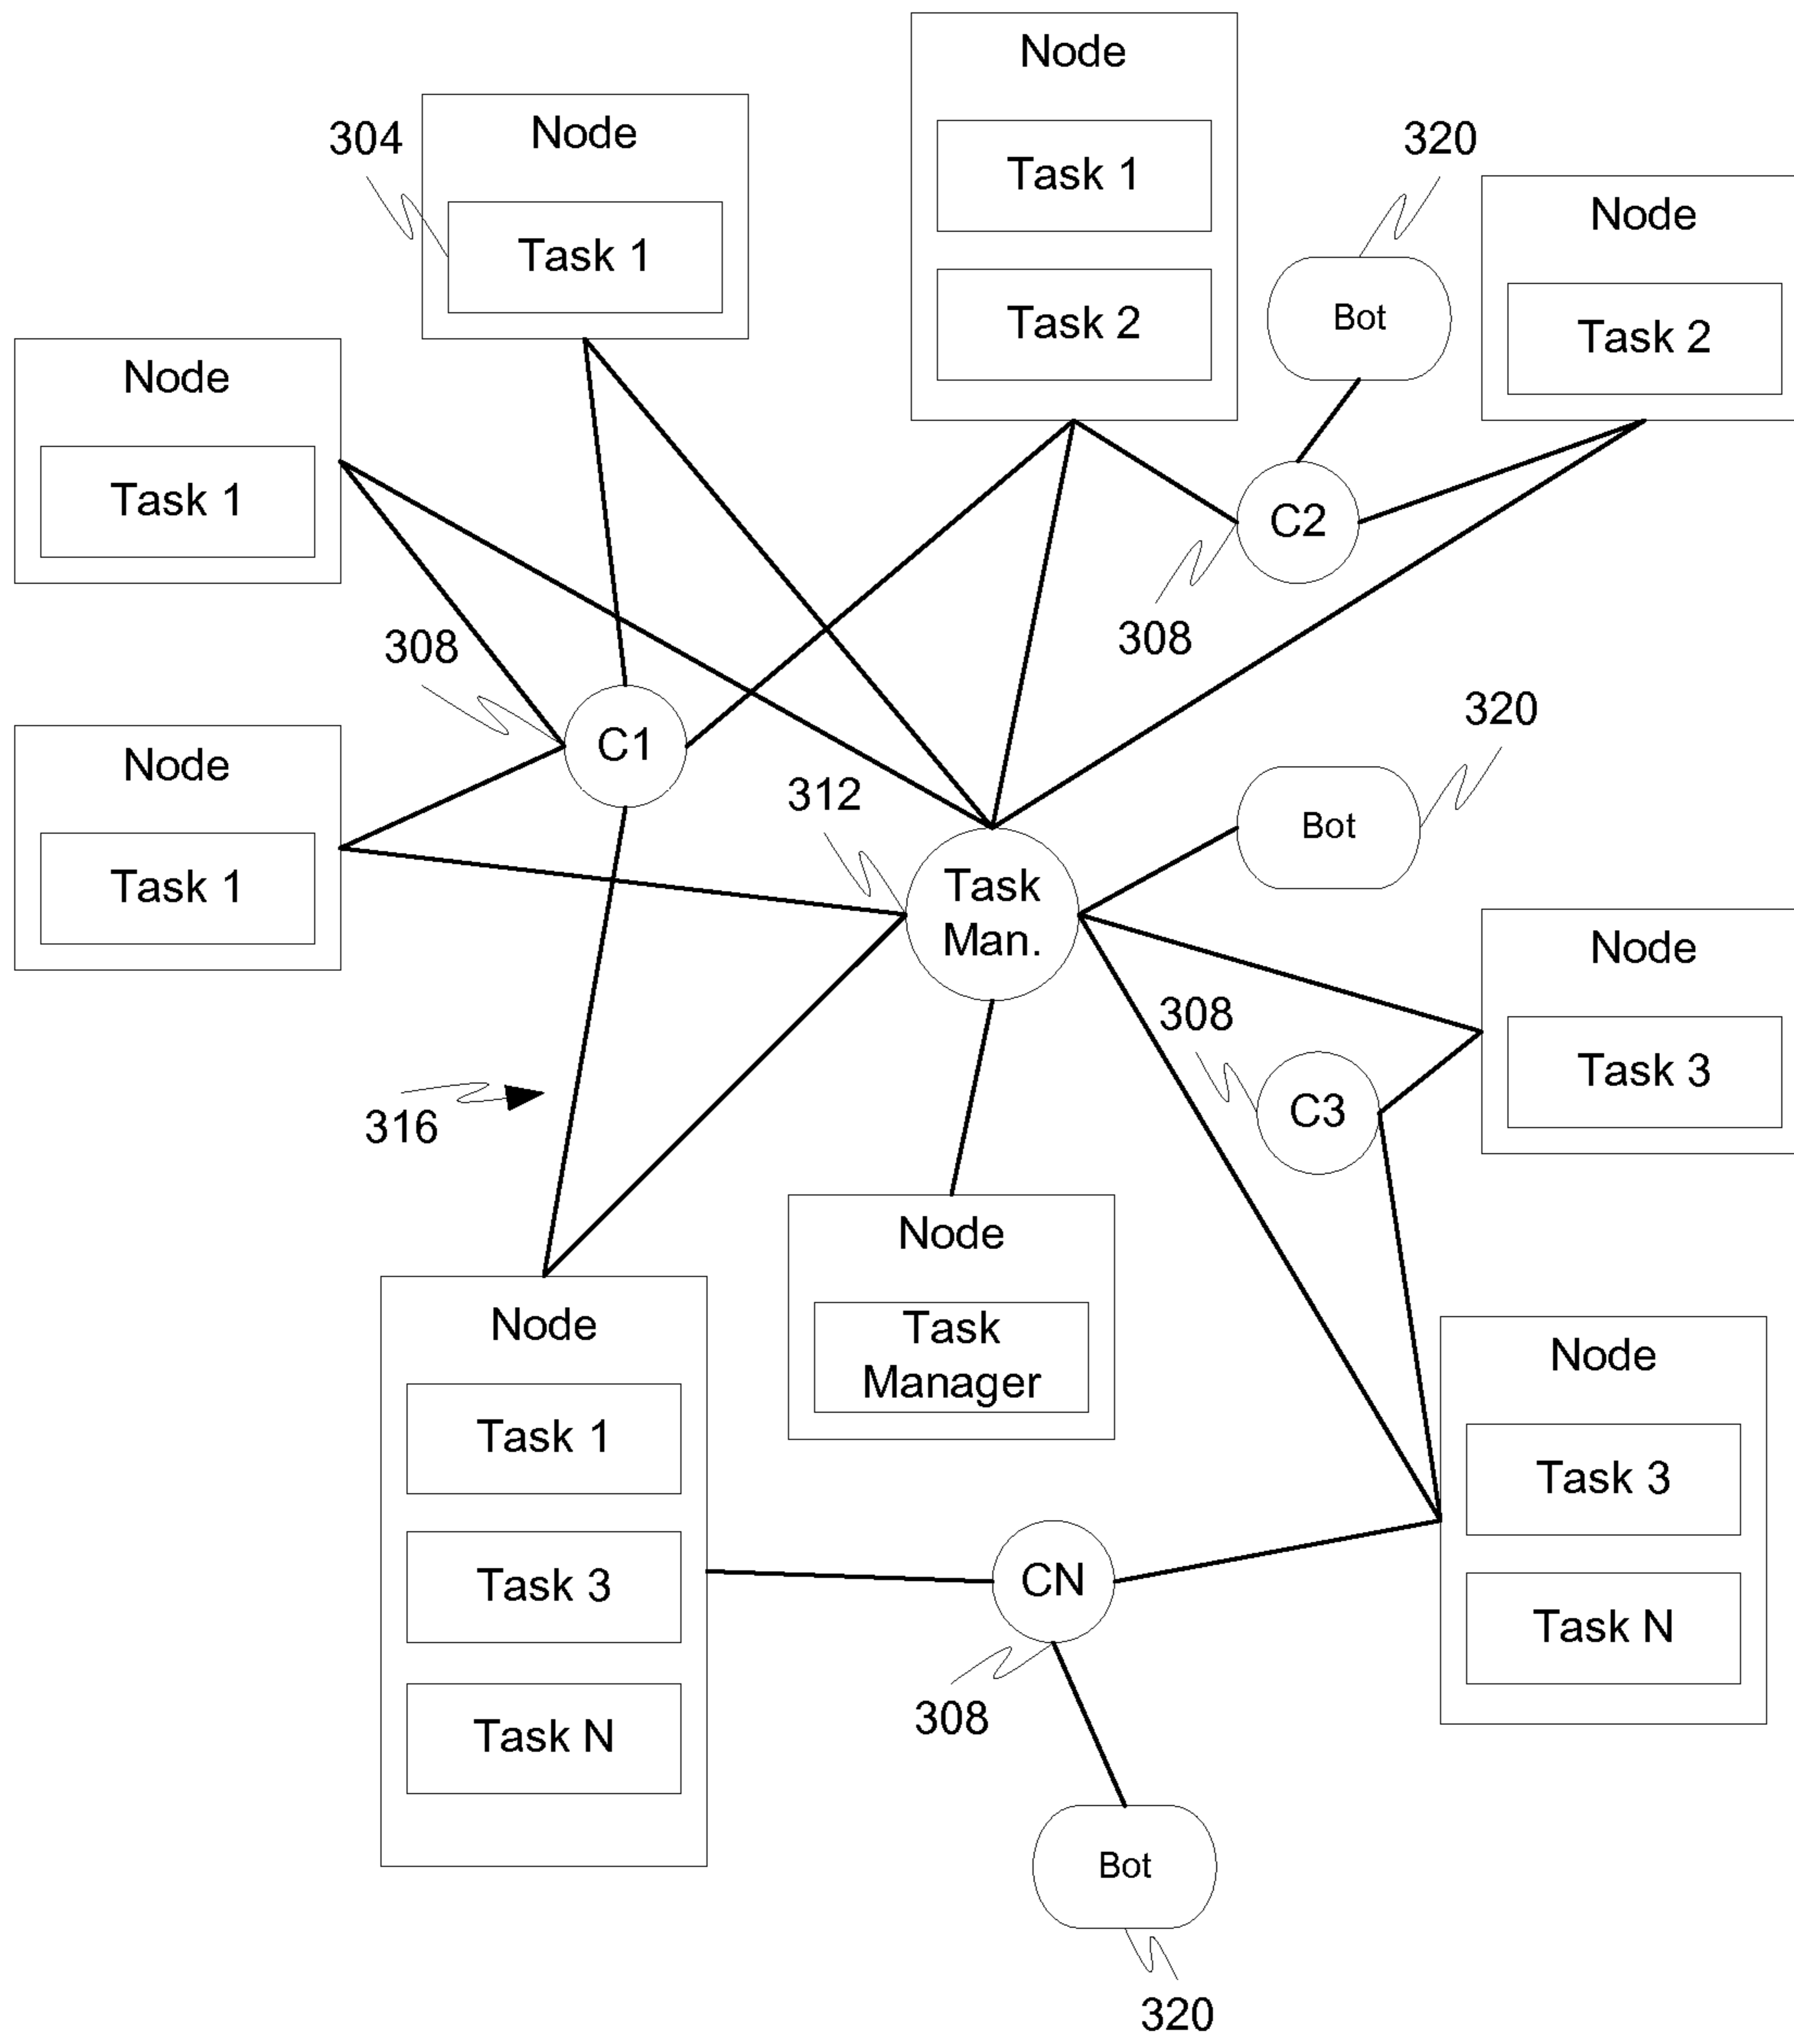 Node
Task 1
Task 2
304
Node
Task 1
320
Bot
Node
Task 2
Node
Task 1
C2
308
308
C1
Node
Task 1
312
Task
Man.
320
Bot
Node
Task 3
308
C3
316
Node
Task
Manager
Node
Task 1
Task 3
Task N
Node
Task 3
Task N
CN
308
Bot
320